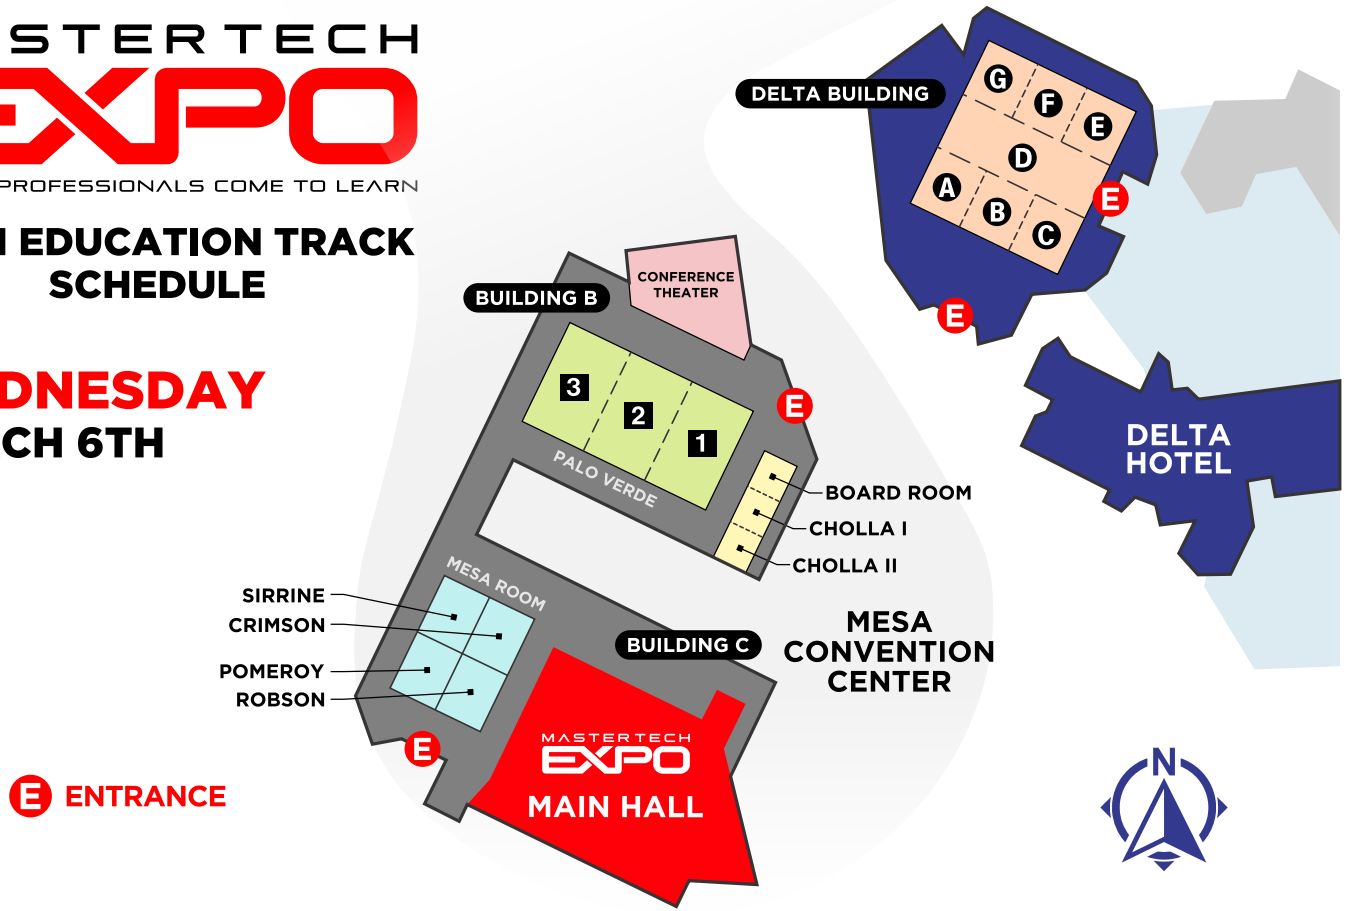 STERTECH
EXPO
PROFESSIONALS COME TO LEARN
EDUCATION TRACK
SCHEDULE
DNESDAY
CH 6TH
E ENTRANCE
DELTA BUILDING
G
F
E
D
A
B
C
E
E
CONFERENCE
THEATER
BUILDING B
3
2
1
E
PALO VERDE
BOARD ROOM
CHOLLA I
CHOLLA II
DELTA
HOTEL
MESA ROOM
SIRRINE
CRIMSON
POMEROY
ROBSON
BUILDING C
MESA
CONVENTION
CENTER
E
MASTERTECH
EXPO
MAIN HALL
N